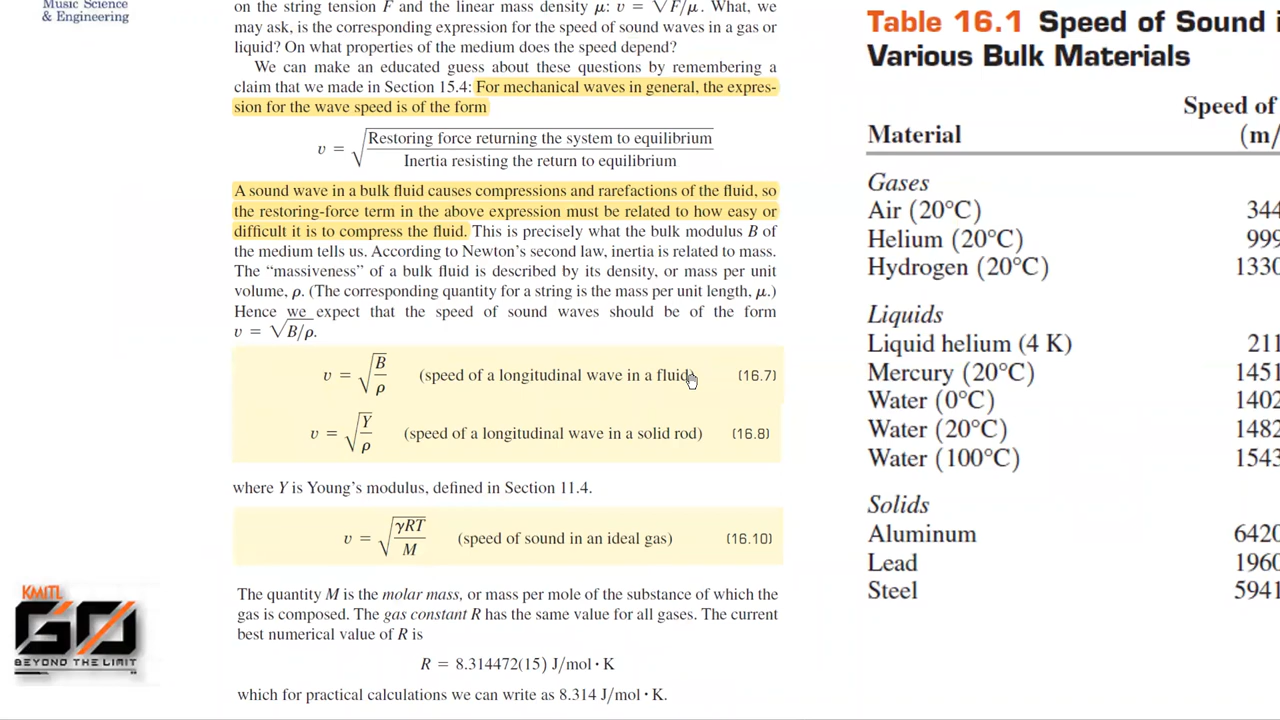 Music Science
& Engineering
on the string tension F and the linear mass density μ: v = √F/μ. What, we
may ask, is the corresponding expression for the speed of sound waves in a gas or
liquid? On what properties of the medium does the speed depend?
We can make an educated guess about these questions by remembering a
claim that we made in Section 15.4: For mechanical waves in general, the expres-
sion for the wave speed is of the form
v = √(Restoring force returning the system to equilibrium / Inertia resisting the return to equilibrium)
A sound wave in a bulk fluid causes compressions and rarefactions of the fluid, so
the restoring-force term in the above expression must be related to how easy or
difficult it is to compress the fluid. This is precisely what the bulk modulus B of
the medium tells us. According to Newton's second law, inertia is related to mass.
The “massiveness” of a bulk fluid is described by its density, or mass per unit
volume, ρ. (The corresponding quantity for a string is the mass per unit length, μ.)
Hence we expect that the speed of sound waves should be of the form
v = √B/ρ.
v = √(B/ρ) (speed of a longitudinal wave in a fluid) (16.7)
v = √(Y/ρ) (speed of a longitudinal wave in a solid rod) (16.8)
where Y is Young's modulus, defined in Section 11.4.
v = √(γRT/M) (speed of sound in an ideal gas) (16.10)
The quantity M is the molar mass, or mass per mole of the substance of which the
gas is composed. The gas constant R has the same value for all gases. The current
best numerical value of R is
R = 8.314472(15) J/mol · K
which for practical calculations we can write as 8.314 J/mol · K.
KMITL
GO
BEYOND THE LIMIT
Table 16.1 Speed of Sound i
Various Bulk Materials
Speed of
Material (m/
Gases
Air (20°C) 344
Helium (20°C) 999
Hydrogen (20°C) 1330
Liquids
Liquid helium (4 K) 211
Mercury (20°C) 1451
Water (0°C) 1402
Water (20°C) 1482
Water (100°C) 1543
Solids
Aluminum 6420
Lead 1960
Steel 5941